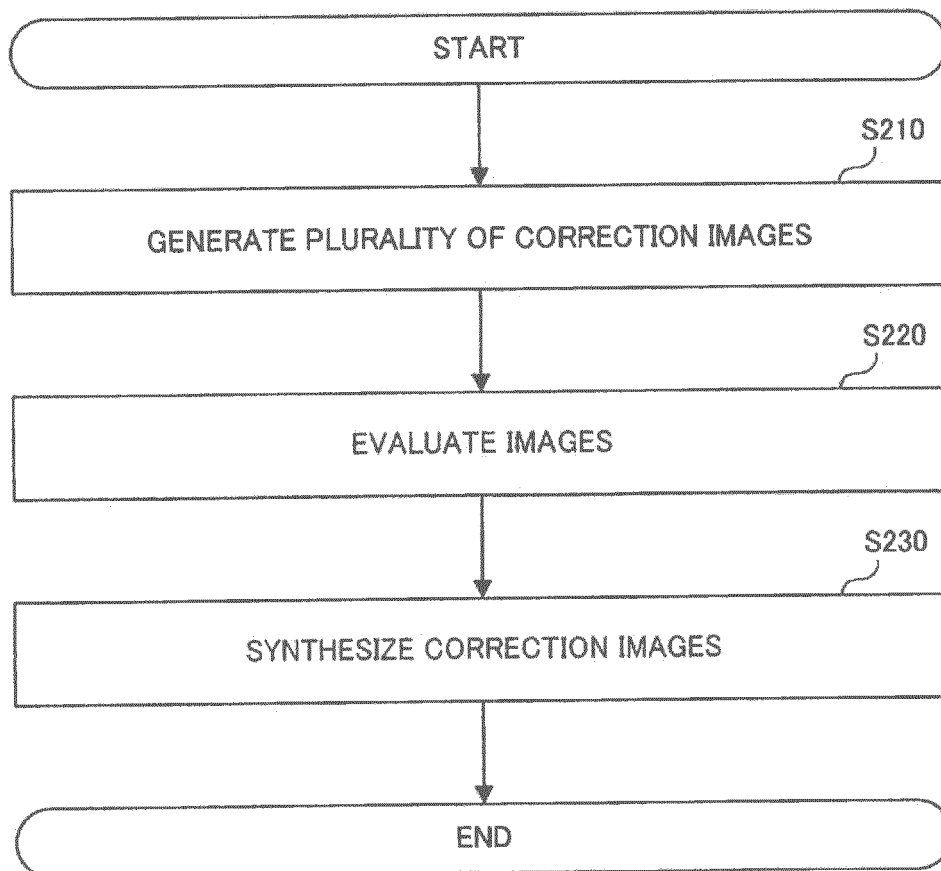 START
S210
GENERATE PLURALITY OF CORRECTION IMAGES
S220
EVALUATE IMAGES
S230
SYNTHESIZE CORRECTION IMAGES
END